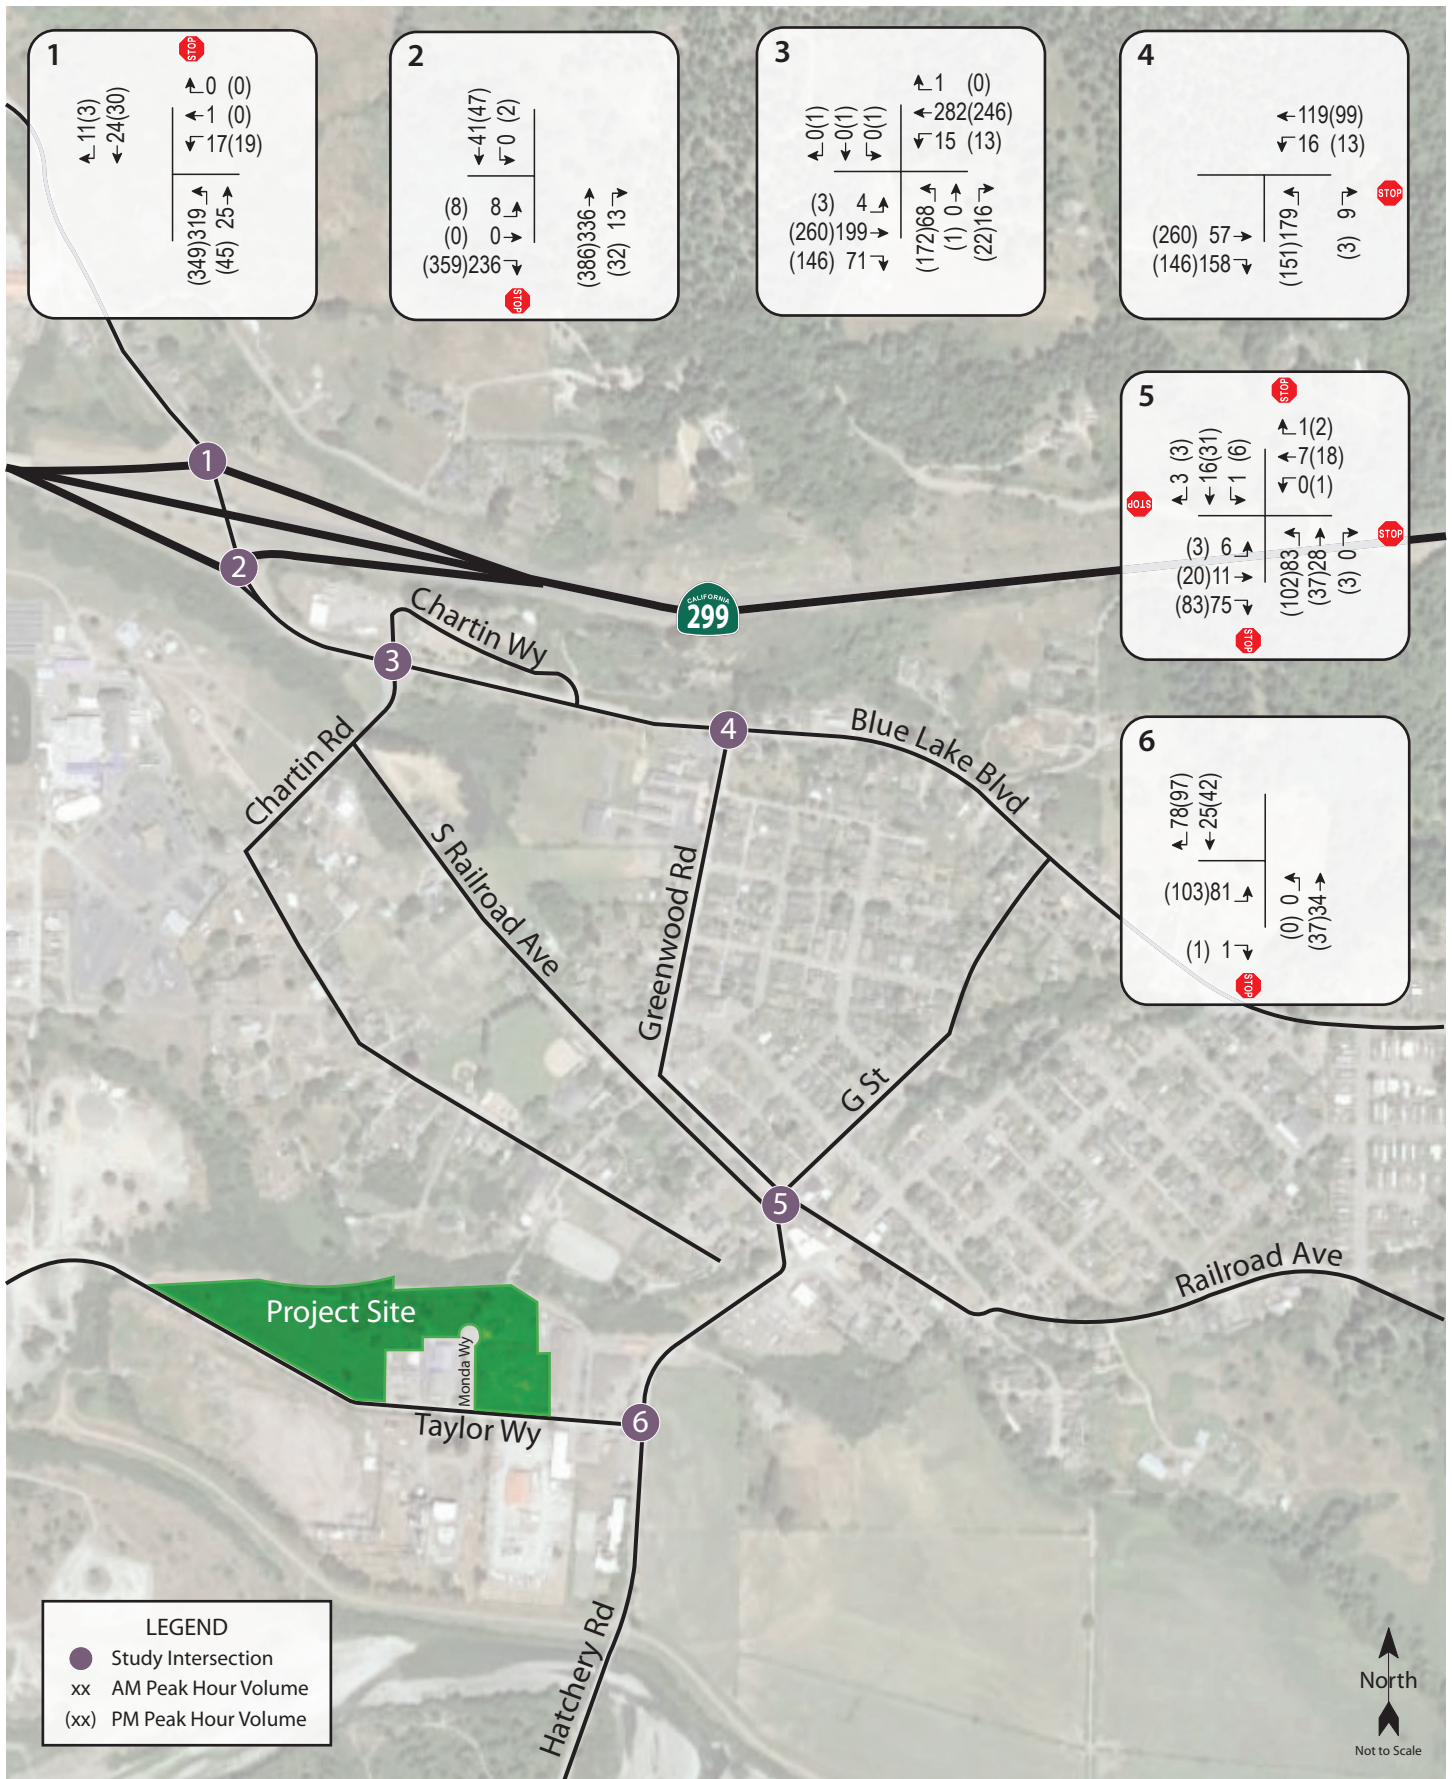 1
STOP
11(3)
24(30)
0 (0)
1 (0)
17(19)
(349)319
(45) 25
2
41(47)
0 (2)
(8) 8
(0) 0
(359)236
(386)336
(32) 13
STOP
3
0(1)
0(1)
0(1)
1 (0)
282(246)
15 (13)
(3) 4
(260)199
(146) 71
(172)68
(1) 0
(22)16
4
119(99)
16 (13)
(260) 57
(146)158
(151)179
(3) 9
STOP
5
STOP
3 (3)
16(31)
1 (6)
1(2)
7(18)
0(1)
STOP
(3) 6
(20)11
(83)75
(102)83
(37)28
(3) 0
STOP
STOP
6
78(97)
25(42)
(103)81
(1) 1
(0) 0
(37)34
STOP
1
2
CALIFORNIA
299
Chartin Wy
3
4
Blue Lake Blvd
Chartin Rd
S Railroad Ave
Greenwood Rd
G St
5
Railroad Ave
Project Site
Monda Wy
Taylor Wy
6
Hatchery Rd
LEGEND
Study Intersection
xx AM Peak Hour Volume
(xx) PM Peak Hour Volume
North
Not to Scale